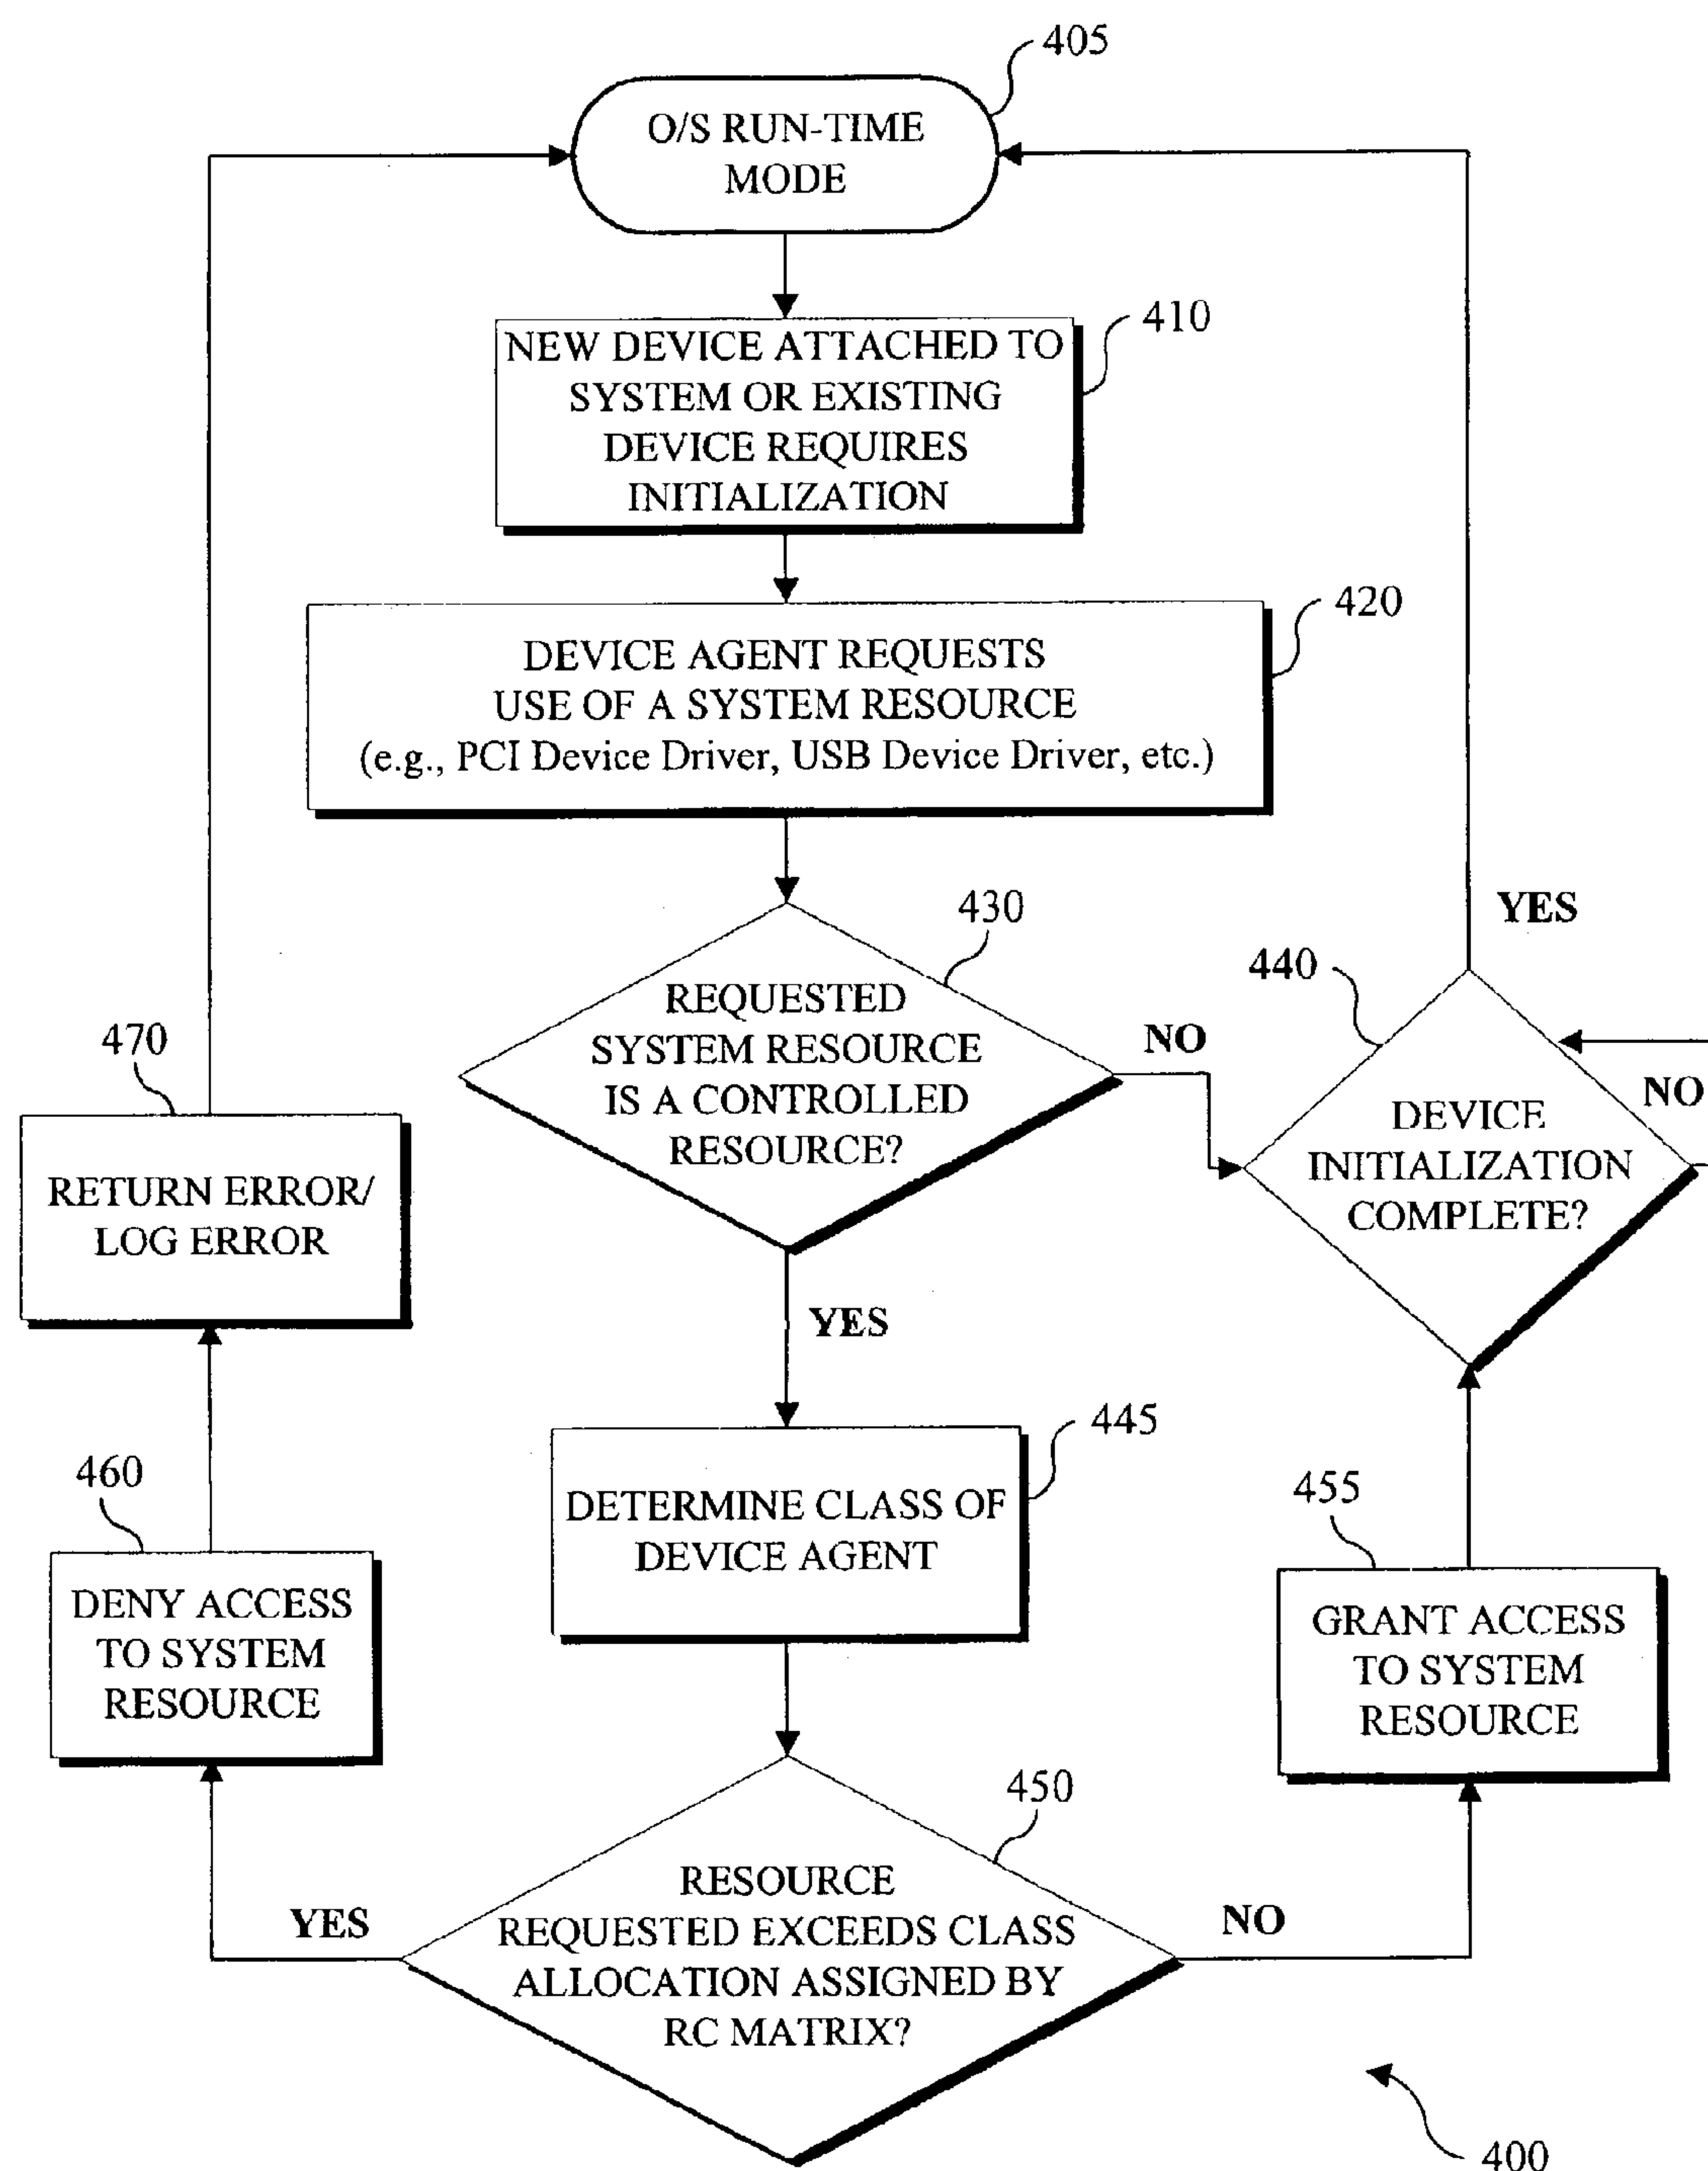 405
O/S RUN-TIME
MODE
410
NEW DEVICE ATTACHED TO
SYSTEM OR EXISTING
DEVICE REQUIRES
INITIALIZATION
420
DEVICE AGENT REQUESTS
USE OF A SYSTEM RESOURCE
(e.g., PCI Device Driver, USB Device Driver, etc.)
430
REQUESTED
SYSTEM RESOURCE
IS A CONTROLLED
RESOURCE?
NO
YES
440
YES
NO
DEVICE
INITIALIZATION
COMPLETE?
470
RETURN ERROR/
LOG ERROR
445
DETERMINE CLASS OF
DEVICE AGENT
460
DENY ACCESS
TO SYSTEM
RESOURCE
455
GRANT ACCESS
TO SYSTEM
RESOURCE
450
RESOURCE
REQUESTED EXCEEDS CLASS
ALLOCATION ASSIGNED BY
RC MATRIX?
YES
NO
400